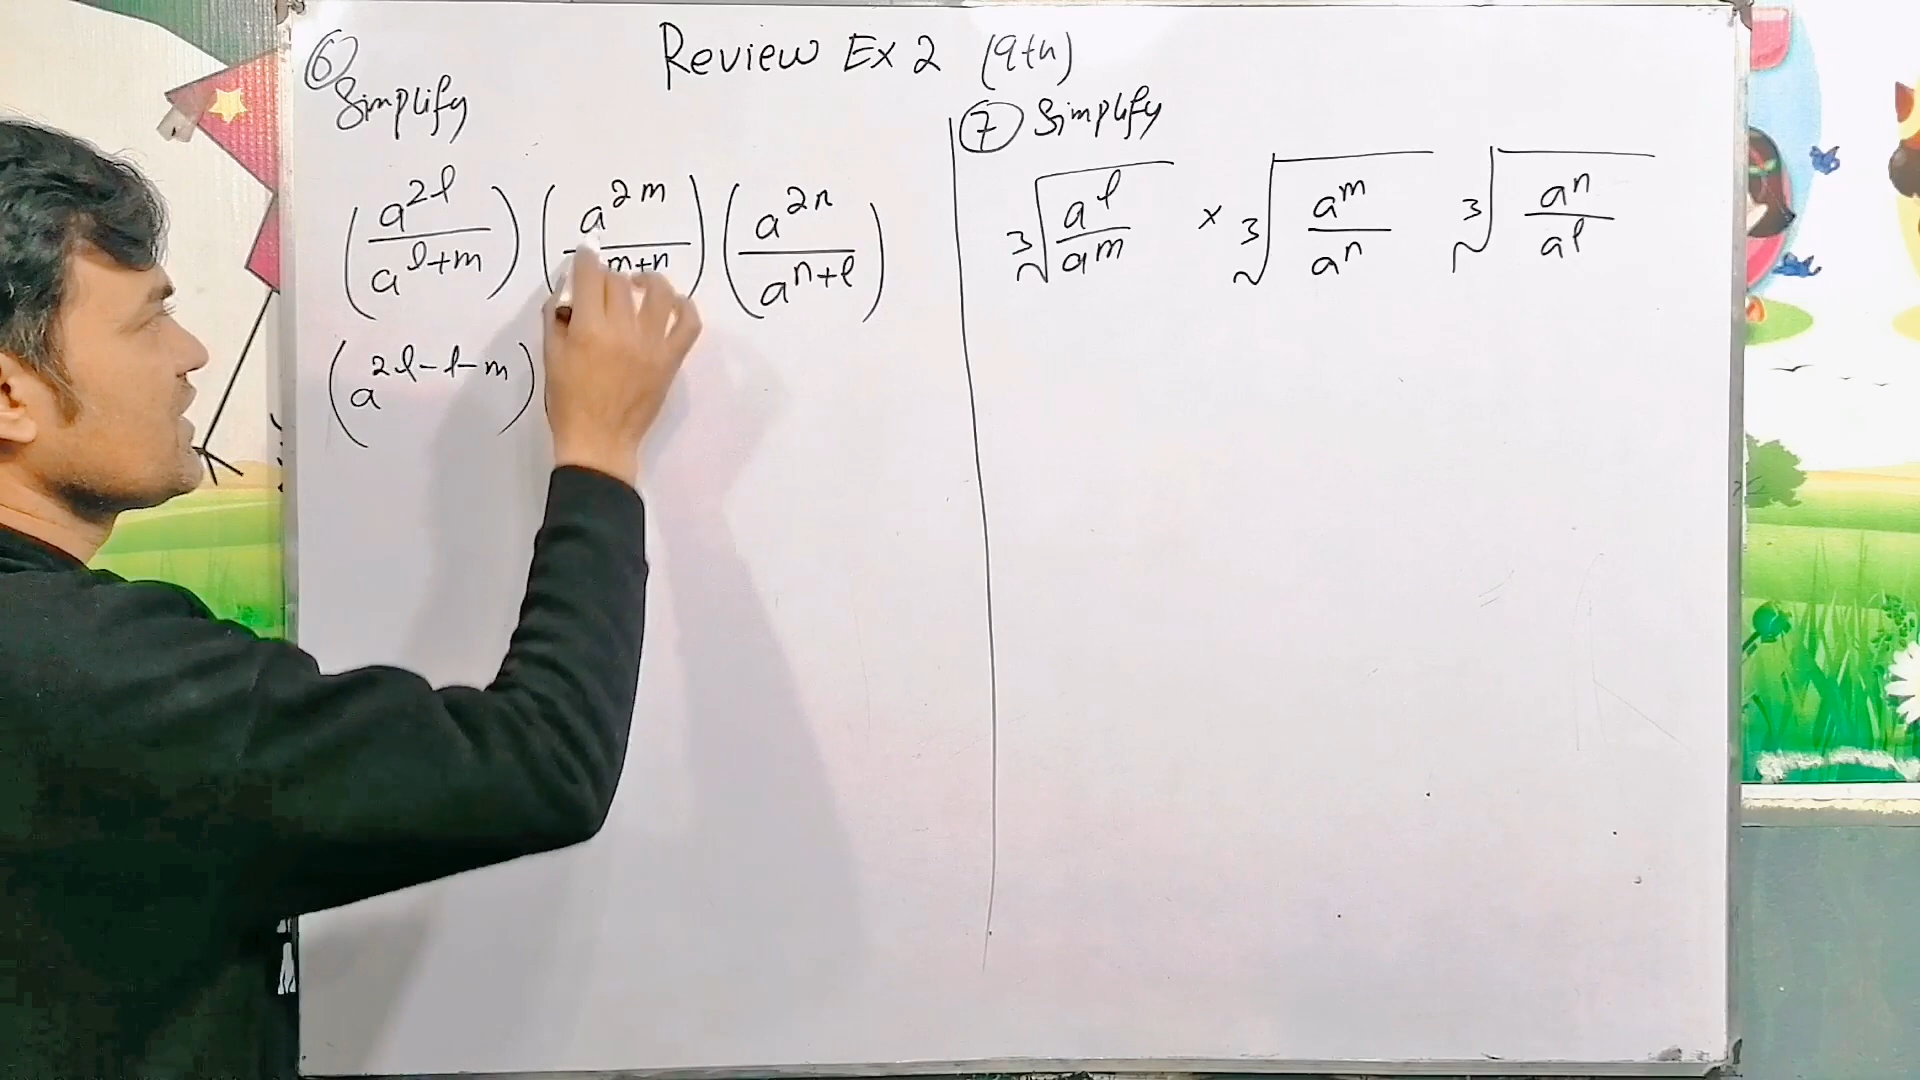 Review Ex 2 (9th)
⑥
Simplify
(a^{2l}/a^{l+m}) (a^{2m}/ ^{m+n}) (a^{2n}/a^{n+l})
(a^{2l-l-m})
⑦ Simplify
∛(a^l/a^m) × ∛(a^m/a^n) ∛(a^n/a^l)